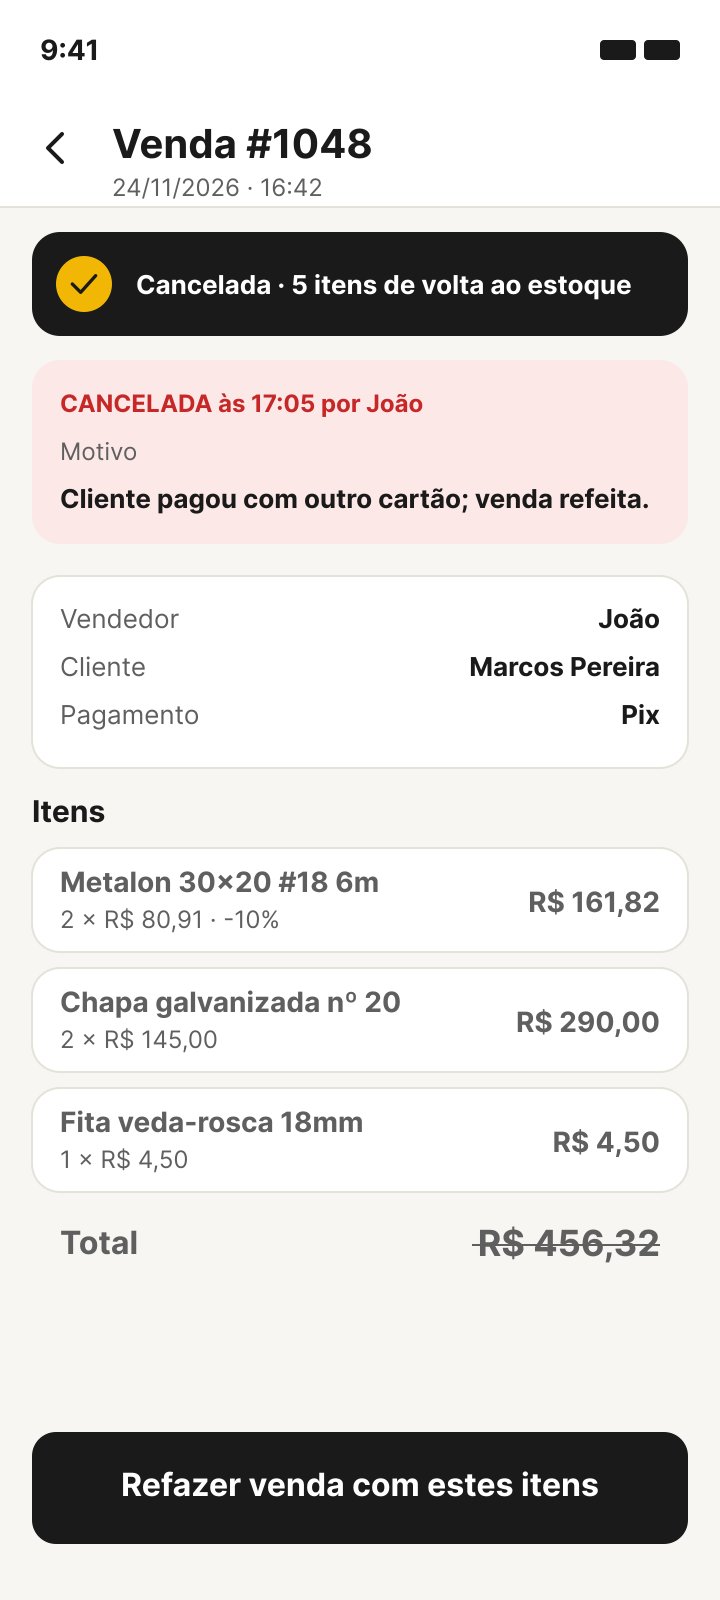 9:41
Venda #1048
24/11/2026 · 16:42
Cancelada · 5 itens de volta ao estoque
CANCELADA às 17:05 por João
Motivo
Cliente pagou com outro cartão; venda refeita.
Vendedor João
Cliente Marcos Pereira
Pagamento Pix
Itens
Metalon 30×20 #18 6m
2 × R$ 80,91 · -10%
R$ 161,82
Chapa galvanizada nº 20
2 × R$ 145,00
R$ 290,00
Fita veda-rosca 18mm
1 × R$ 4,50
R$ 4,50
Total R$ 456,32
Refazer venda com estes itens